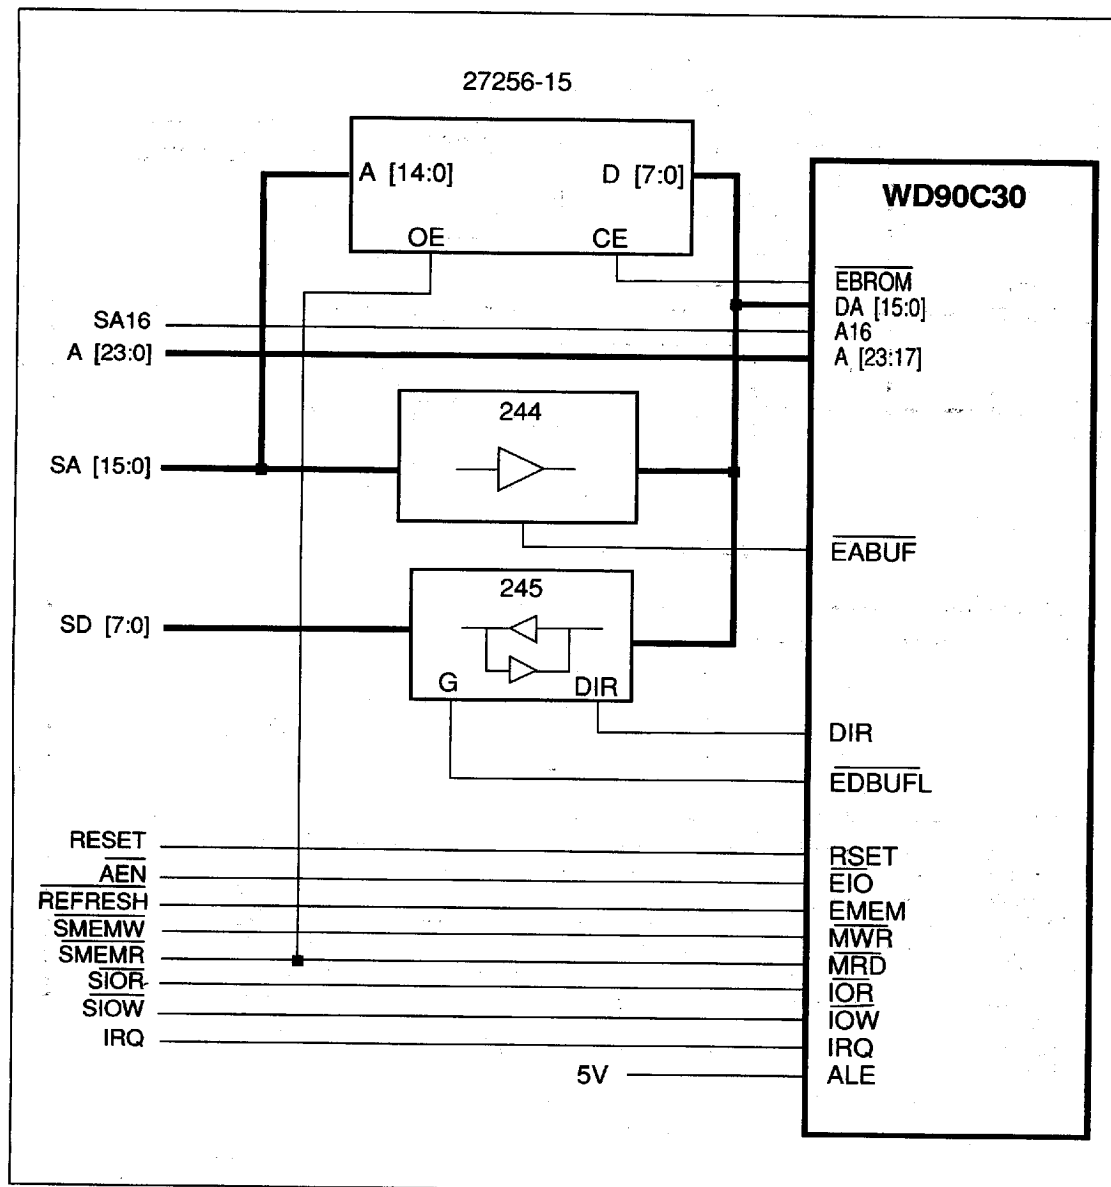 27256-15
A [14:0] D [7:0]
OE CE
WD90C30
EBROM
DA [15:0]
SA16 A16
A [23:0] A [23:17]
244
SA [15:0]
EABUF
245
SD [7:0]
G DIR
DIR
EDBUFL
RESET RSET
AEN EIO
REFRESH EMEM
SMEMW MWR
SMEMR MRD
SIOR IOR
SIOW IOW
IRQ IRQ
5V ALE